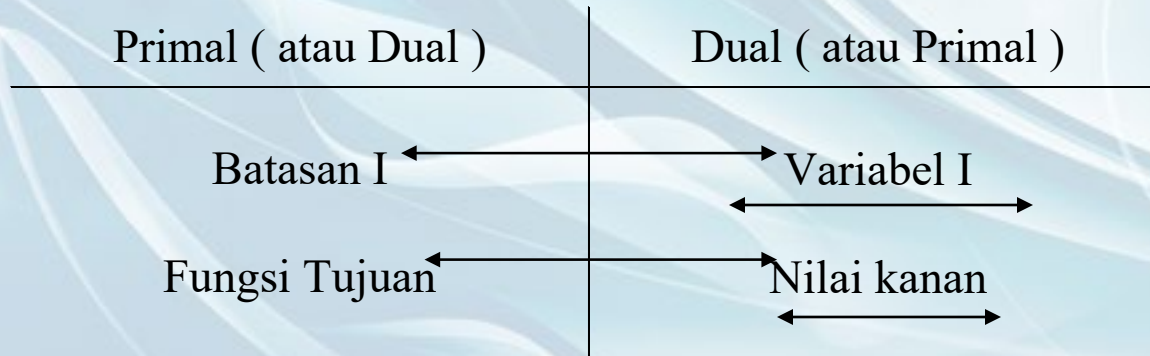 Primal ( atau Dual ) Dual ( atau Primal )
Batasan I Variabel I
Fungsi Tujuan Nilai kanan